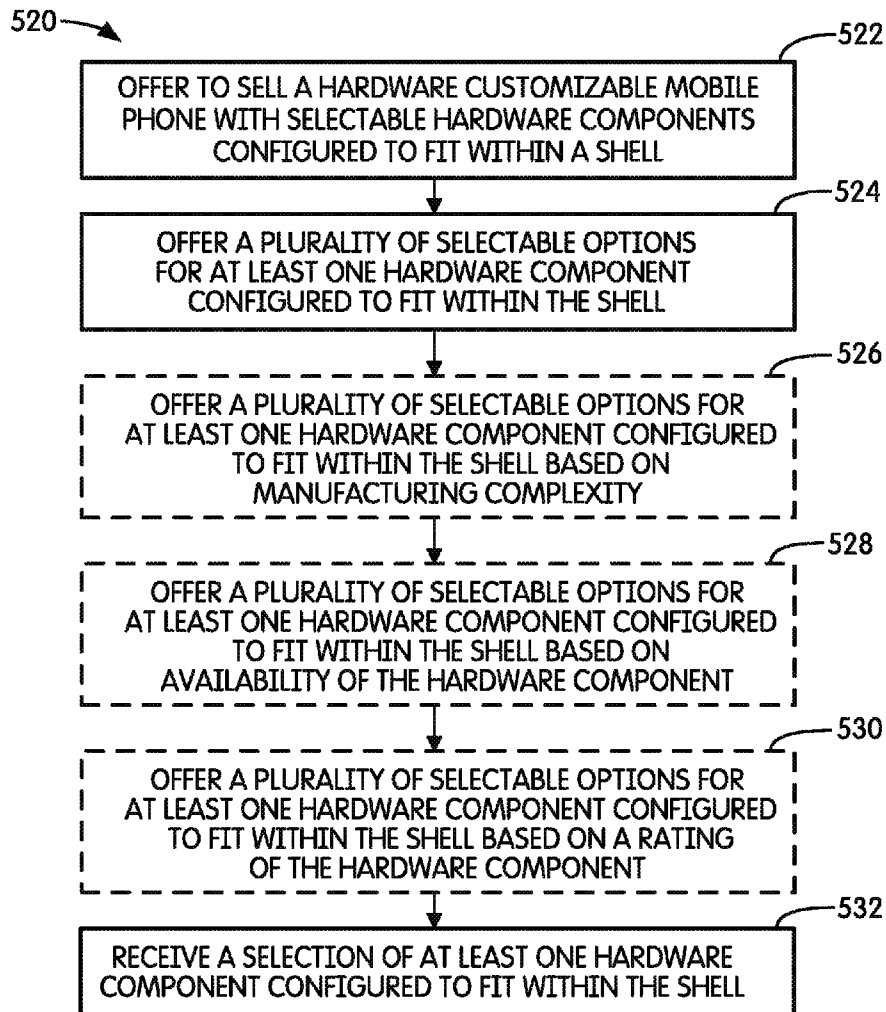 520
522
OFFER TO SELL A HARDWARE CUSTOMIZABLE MOBILE
PHONE WITH SELECTABLE HARDWARE COMPONENTS
CONFIGURED TO FIT WITHIN A SHELL
524
OFFER A PLURALITY OF SELECTABLE OPTIONS
FOR AT LEAST ONE HARDWARE COMPONENT
CONFIGURED TO FIT WITHIN THE SHELL
526
OFFER A PLURALITY OF SELECTABLE OPTIONS FOR
AT LEAST ONE HARDWARE COMPONENT CONFIGURED
TO FIT WITHIN THE SHELL BASED ON
MANUFACTURING COMPLEXITY
528
OFFER A PLURALITY OF SELECTABLE OPTIONS FOR
AT LEAST ONE HARDWARE COMPONENT CONFIGURED
TO FIT WITHIN THE SHELL BASED ON
AVAILABILITY OF THE HARDWARE COMPONENT
530
OFFER A PLURALITY OF SELECTABLE OPTIONS FOR
AT LEAST ONE HARDWARE COMPONENT CONFIGURED
TO FIT WITHIN THE SHELL BASED ON A RATING
OF THE HARDWARE COMPONENT
532
RECEIVE A SELECTION OF AT LEAST ONE HARDWARE
COMPONENT CONFIGURED TO FIT WITHIN THE SHELL